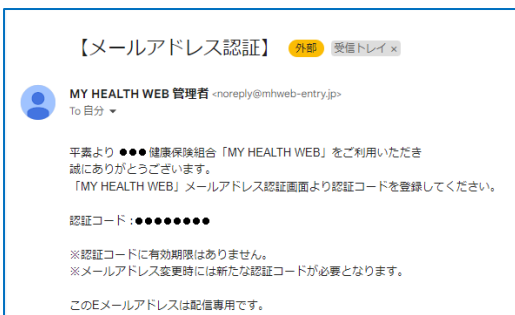 【メールアドレス認証】 外部 受信トレイ ×
MY HEALTH WEB 管理者 <noreply@mhweb-entry.jp>
To 自分
平素より ●●● 健康保険組合「MY HEALTH WEB」をご利用いただき
誠にありがとうございます。
「MY HEALTH WEB」メールアドレス認証画面より認証コードを登録してください。
認証コード :●●●●●●●●
※認証コードに有効期限はありません。
※メールアドレス変更時には新たな認証コードが必要となります。
このEメールアドレスは配信専用です。